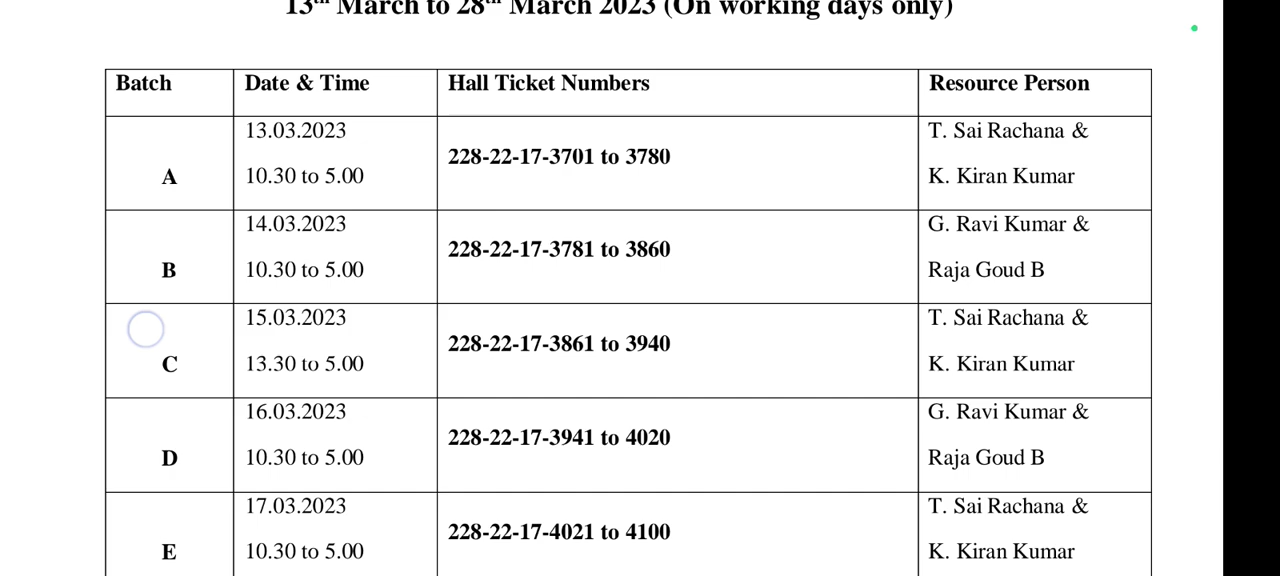 13th March to 28th March 2023 (On working days only)
Batch Date & Time Hall Ticket Numbers Resource Person
A 13.03.2023 10.30 to 5.00 228-22-17-3701 to 3780 T. Sai Rachana & K. Kiran Kumar
B 14.03.2023 10.30 to 5.00 228-22-17-3781 to 3860 G. Ravi Kumar & Raja Goud B
C 15.03.2023 13.30 to 5.00 228-22-17-3861 to 3940 T. Sai Rachana & K. Kiran Kumar
D 16.03.2023 10.30 to 5.00 228-22-17-3941 to 4020 G. Ravi Kumar & Raja Goud B
E 17.03.2023 10.30 to 5.00 228-22-17-4021 to 4100 T. Sai Rachana & K. Kiran Kumar